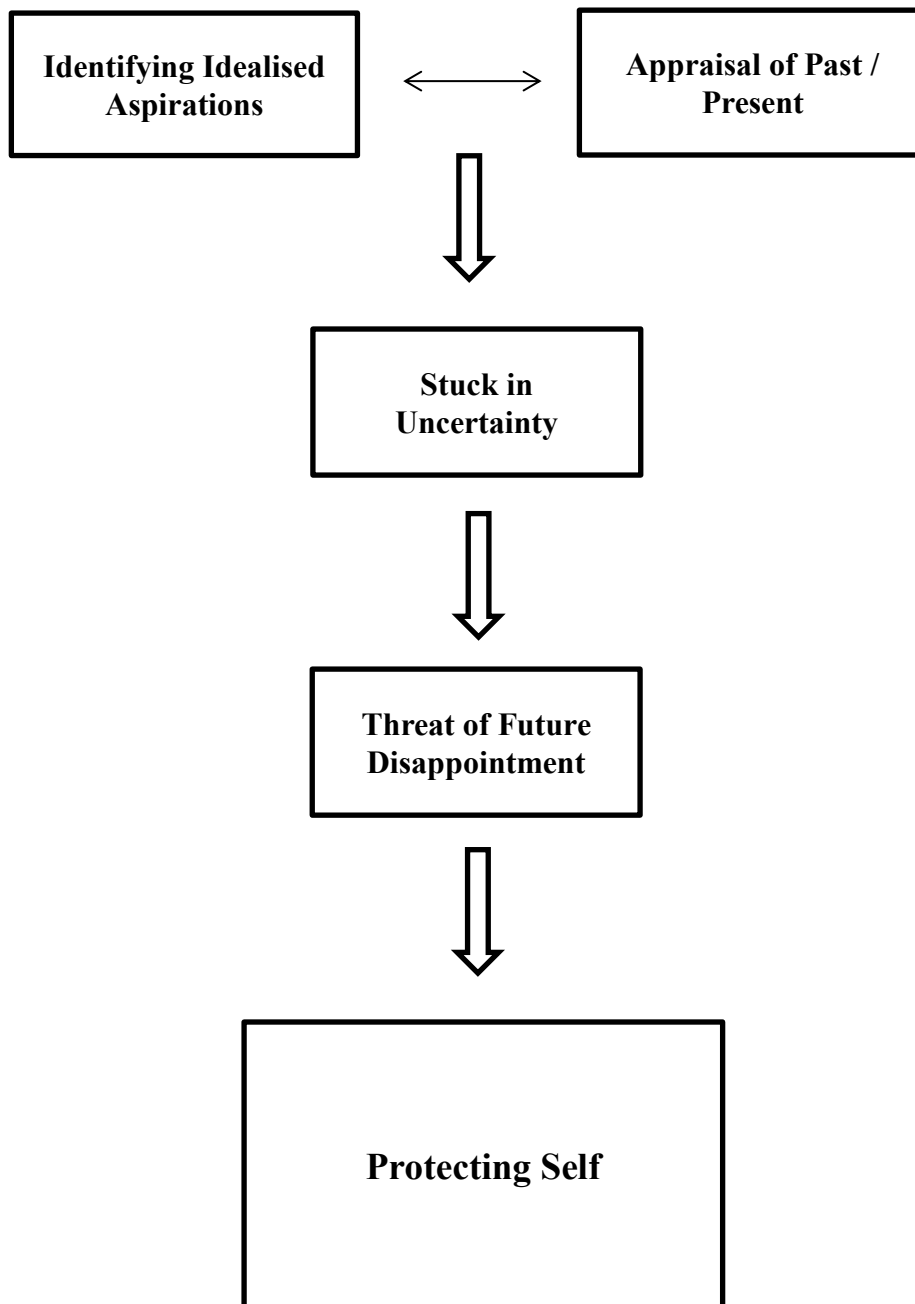 Identifying Idealised
Aspirations
Appraisal of Past /
Present
Stuck in
Uncertainty
Threat of Future
Disappointment
Protecting Self